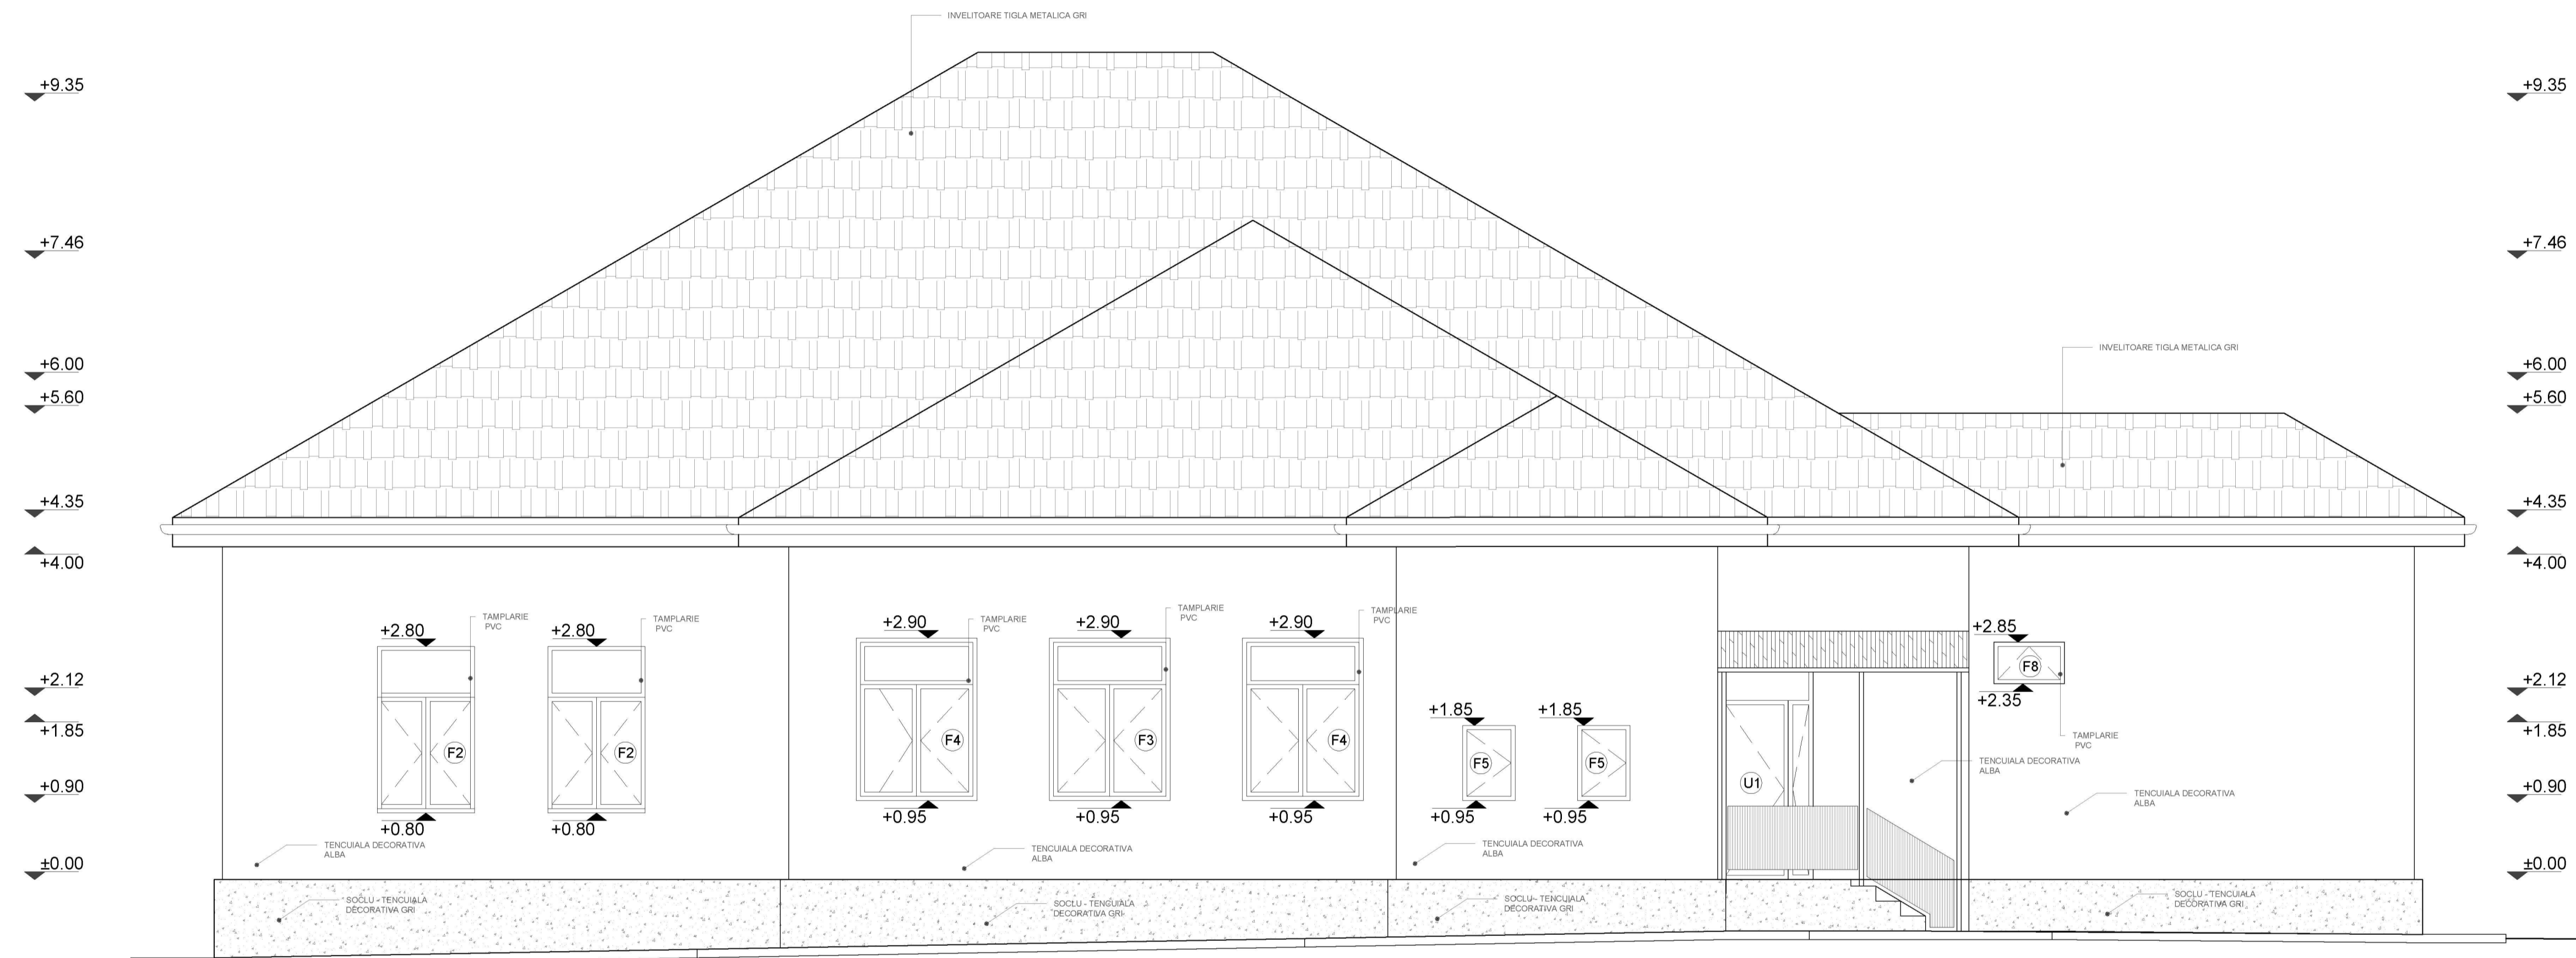 INVELITOARE TIGLA METALICA GRI
+9.35
+9.35
+7.46
+7.46
INVELITOARE TIGLA METALICA GRI
+6.00
+6.00
+5.60
+5.60
+4.35
+4.35
+4.00
+4.00
TAMPLARIE
PVC
TAMPLARIE
PVC
TAMPLARIE
PVC
TAMPLARIE
PVC
TAMPLARIE
PVC
+2.80
+2.80
+2.90
+2.90
+2.90
+2.85
F8
+2.35
+2.12
+2.12
+1.85
+1.85
+1.85
+1.85
F2
F2
F4
F3
F4
F5
F5
U1
TAMPLARIE
PVC
TENCUIALA DECORATIVA
ALBA
TENCUIALA DECORATIVA
ALBA
+0.90
+0.90
+0.80
+0.80
+0.95
+0.95
+0.95
+0.95
+0.95
TENCUIALA DECORATIVA
ALBA
TENCUIALA DECORATIVA
ALBA
TENCUIALA DECORATIVA
ALBA
±0.00
±0.00
SOCLU - TENCUIALA
DECORATIVA GRI
SOCLU - TENCUIALA
DECORATIVA GRI
SOCLU - TENCUIALA
DECORATIVA GRI
SOCLU - TENCUIALA
DECORATIVA GRI